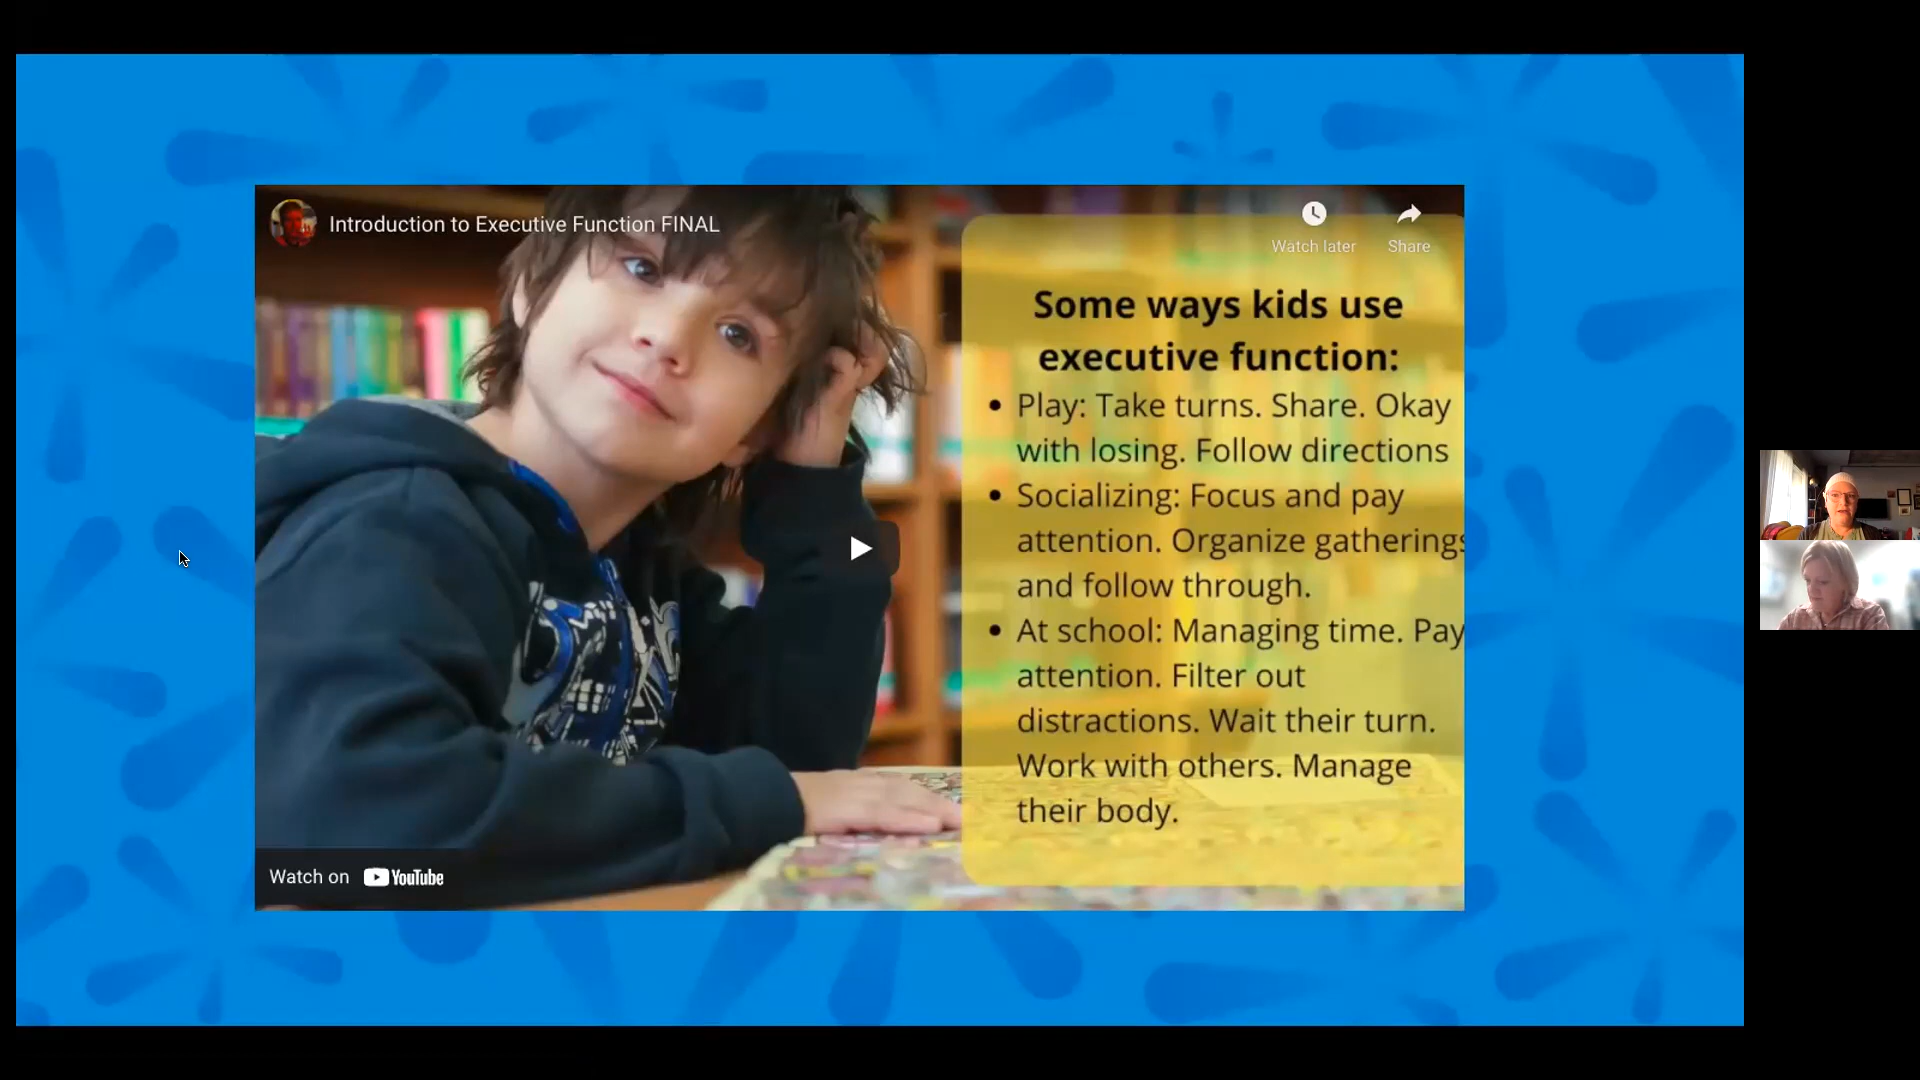 Introduction to Executive Function FINAL
Watch later
Share
Some ways kids use
executive function:
• Play: Take turns. Share. Okay
with losing. Follow directions
• Socializing: Focus and pay
attention. Organize gatherings
and follow through.
• At school: Managing time. Pay
attention. Filter out
distractions. Wait their turn.
Work with others. Manage
their body.
Watch on YouTube